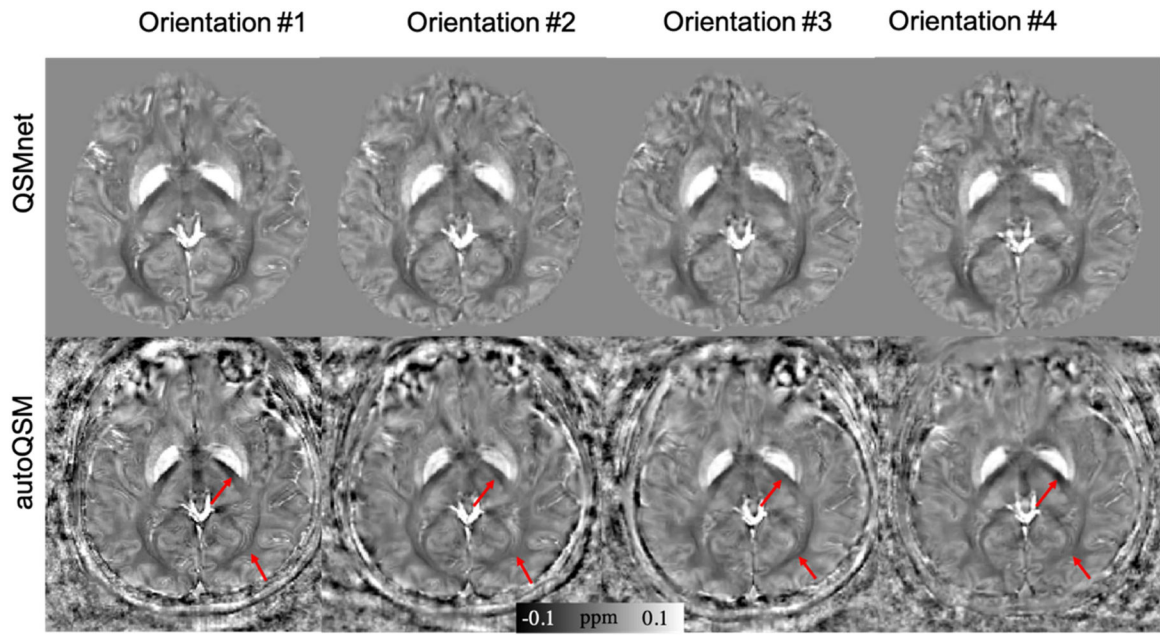 Orientation #1 Orientation #2 Orientation #3 Orientation #4
QSMnet
autoQSM
-0.1 ppm 0.1